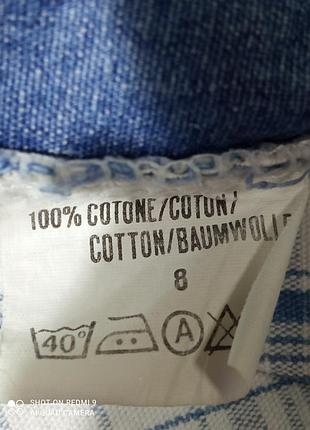 100% COTONE/COTON/
COTTON/BAUMWOLLE
8
40° A
SHOT ON REDMI 9
AI QUAD CAMERA